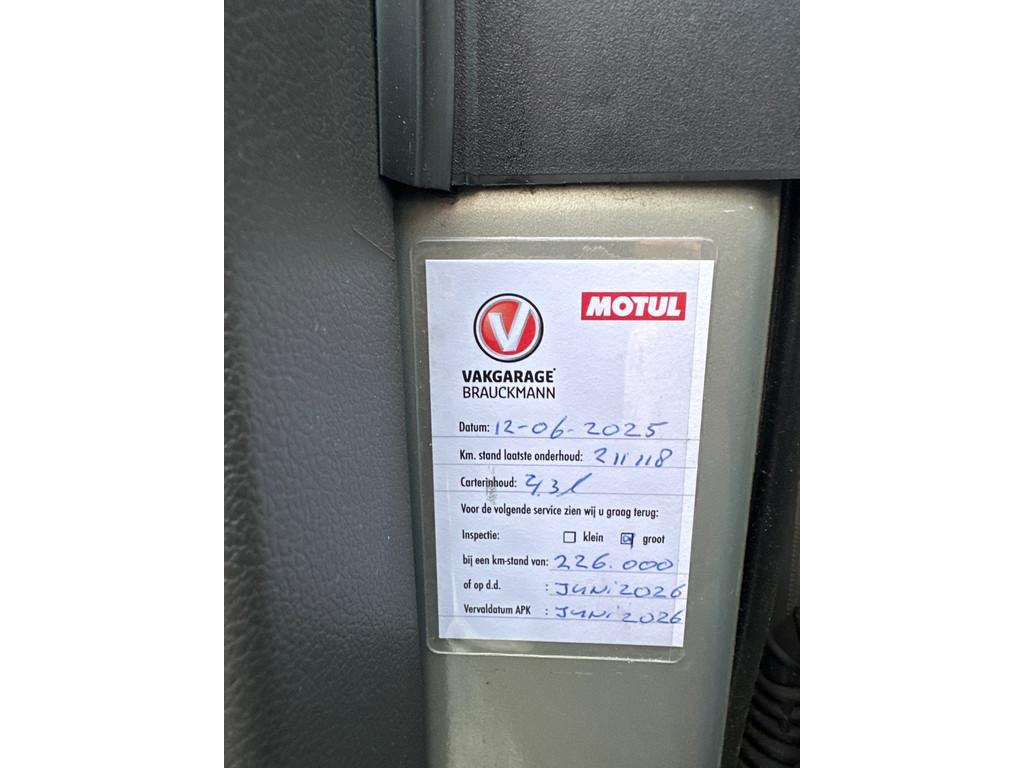 MOTUL
V
VAKGARAGE
BRAUCKMANN
Datum: 12-06-2025
Km. stand laatste onderhoud: 211118
Carterinhoud: 4,3 l
Voor de volgende service zien wij u graag terug:
Inspectie: klein groot
bij een km-stand van: 226.000
of op d.d. : Juni 2026
Vervaldatum APK : Juni 2026